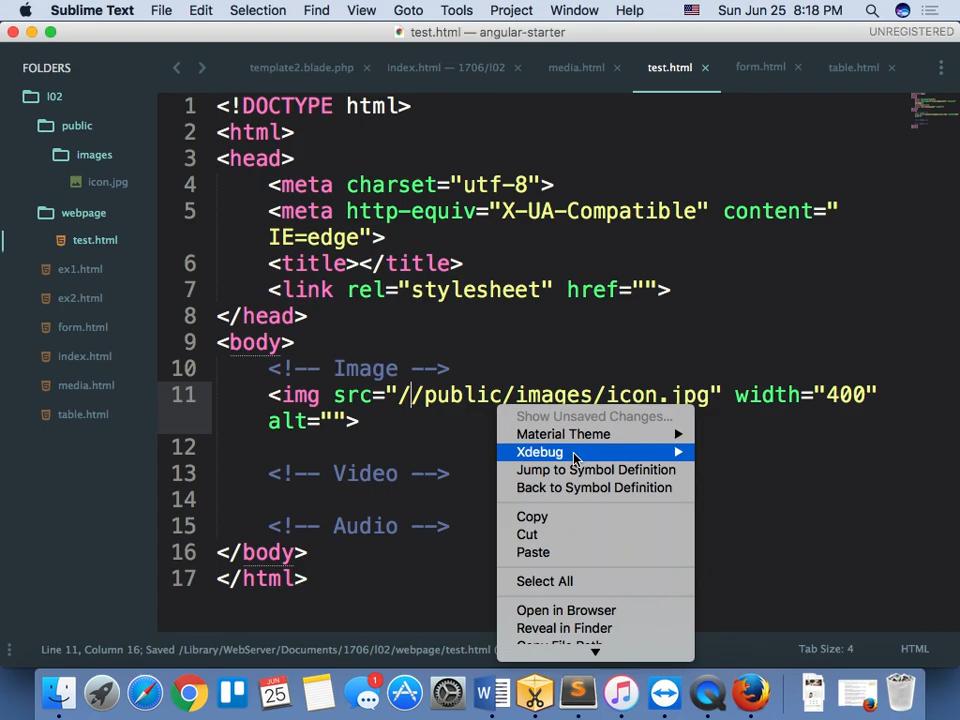 Sublime Text File Edit Selection Find View Goto Tools Project Window Help Sun Jun 25 8:18 PM
test.html — angular-starter UNREGISTERED
FOLDERS
template2.blade.php × index.html — 1706/l02 × media.html × test.html × form.html × table.html ×
l02
public
images
icon.jpg
webpage
test.html
ex1.html
ex2.html
form.html
index.html
media.html
table.html
1 <!DOCTYPE html>
2 <html>
3 <head>
4 <meta charset="utf-8">
5 <meta http-equiv="X-UA-Compatible" content="
IE=edge">
6 <title></title>
7 <link rel="stylesheet" href="">
8 </head>
9 <body>
10 <!-- Image -->
11 <img src="//public/images/icon.jpg" width="400"
alt="">
12
13 <!-- Video -->
14
15 <!-- Audio -->
16 </body>
17 </html>
Show Unsaved Changes...
Material Theme
Xdebug
Jump to Symbol Definition
Back to Symbol Definition
Copy
Cut
Paste
Select All
Open in Browser
Reveal in Finder
Line 11, Column 16; Saved /Library/WebServer/Documents/1706/l02/webpage/test.html Tab Size: 4 HTML
JUN
25
1